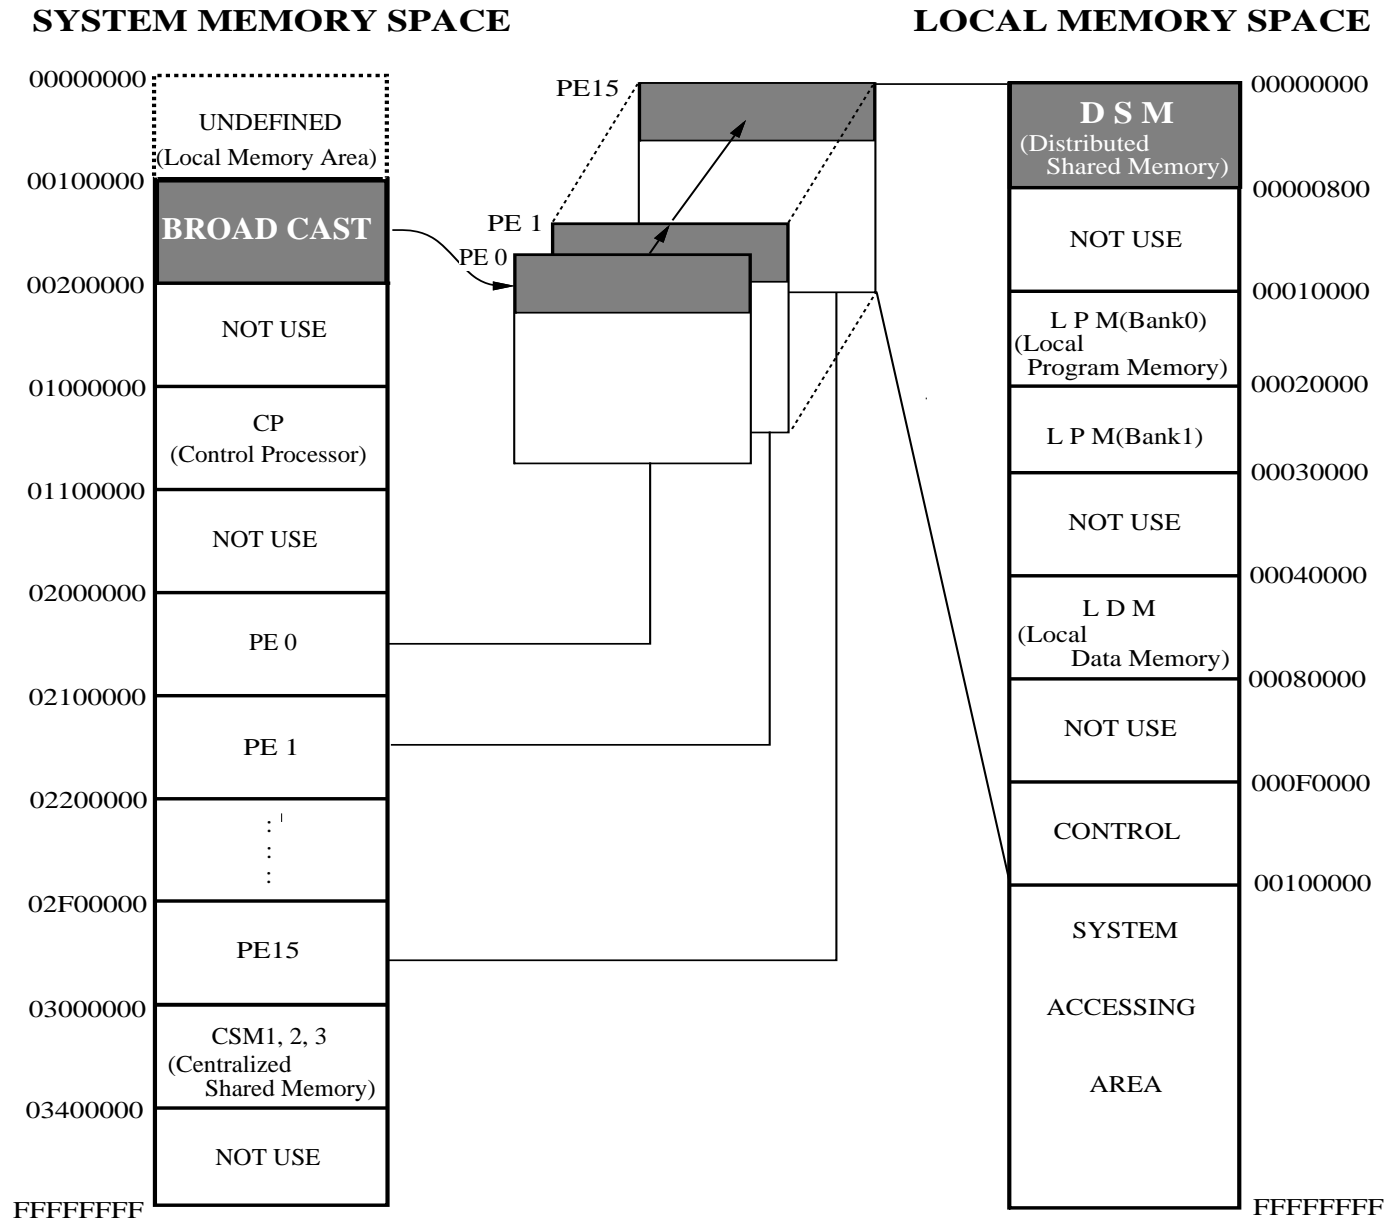 SYSTEM MEMORY SPACE
00000000
UNDEFINED
(Local Memory Area)
00100000
BROAD CAST
00200000
NOT USE
01000000
CP
(Control Processor)
01100000
NOT USE
02000000
PE 0
02100000
PE 1
02200000
02F00000
PE15
03000000
CSM1, 2, 3
(Centralized
Shared Memory)
03400000
NOT USE
FFFFFFFF
PE15
PE 1
PE 0
LOCAL MEMORY SPACE
00000000
D S M
(Distributed
Shared Memory)
00000800
NOT USE
00010000
L P M(Bank0)
(Local
Program Memory)
00020000
L P M(Bank1)
00030000
NOT USE
00040000
L D M
(Local
Data Memory)
00080000
NOT USE
000F0000
CONTROL
00100000
SYSTEM
ACCESSING
AREA
FFFFFFFF